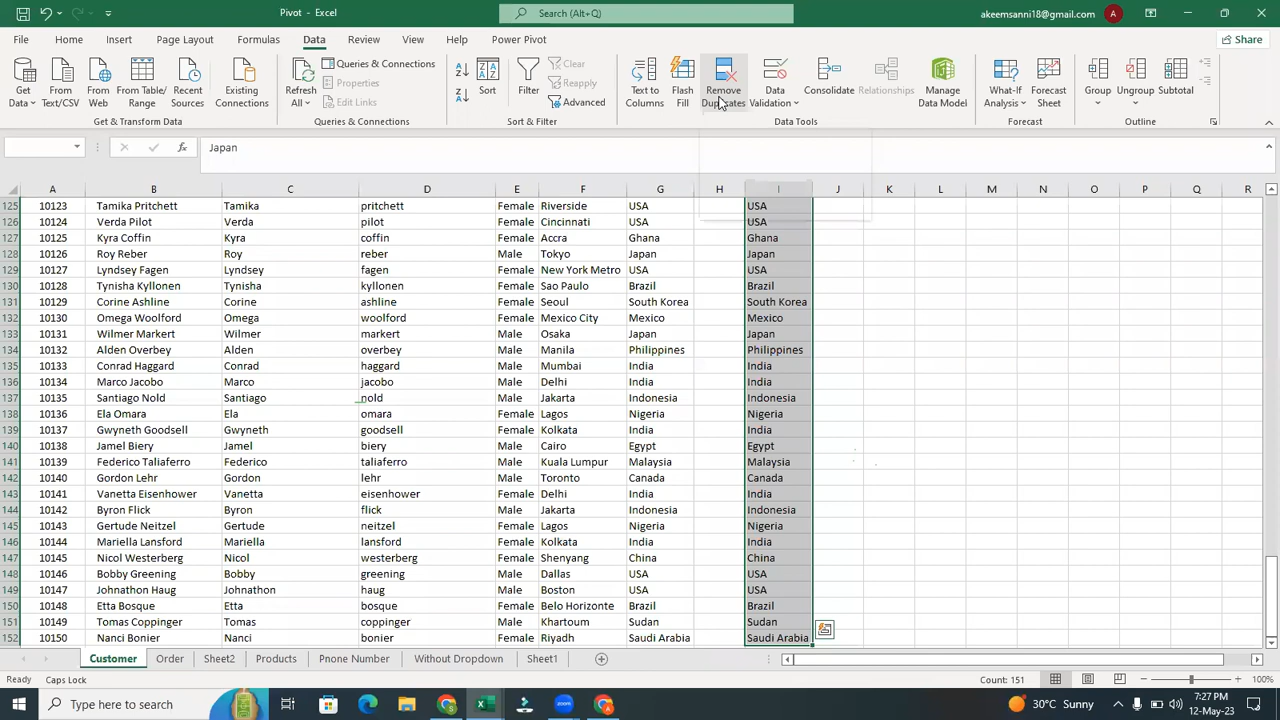 Pivot - Excel
Search (Alt+Q)
akeemsanni18@gmail.com
A
File Home Insert Page Layout Formulas Data Review View Help Power Pivot
Share
Get Data
From Text/CSV
From Web
From Table/ Range
Recent Sources
Existing Connections
Refresh All
Queries & Connections
Properties
Edit Links
Sort
Filter
Clear
Reapply
Advanced
Text to Columns
Flash Fill
Remove Duplicates
Data Validation
Consolidate
Relationships
Manage Data Model
What-If Analysis
Forecast Sheet
Group
Ungroup
Subtotal
Get & Transform Data
Queries & Connections
Sort & Filter
Data Tools
Forecast
Outline
fx Japan
A B C D E F G H I J K L M N O P Q R
125 10123 Tamika Pritchett Tamika pritchett Female Riverside USA USA
126 10124 Verda Pilot Verda pilot Female Cincinnati USA USA
127 10125 Kyra Coffin Kyra coffin Female Accra Ghana Ghana
128 10126 Roy Reber Roy reber Male Tokyo Japan Japan
129 10127 Lyndsey Fagen Lyndsey fagen Female New York Metro USA USA
130 10128 Tynisha Kyllonen Tynisha kyllonen Female Sao Paulo Brazil Brazil
131 10129 Corine Ashline Corine ashline Female Seoul South Korea South Korea
132 10130 Omega Woolford Omega woolford Female Mexico City Mexico Mexico
133 10131 Wilmer Markert Wilmer markert Male Osaka Japan Japan
134 10132 Alden Overbey Alden overbey Male Manila Philippines Philippines
135 10133 Conrad Haggard Conrad haggard Male Mumbai India India
136 10134 Marco Jacobo Marco jacobo Male Delhi India India
137 10135 Santiago Nold Santiago nold Male Jakarta Indonesia Indonesia
138 10136 Ela Omara Ela omara Female Lagos Nigeria Nigeria
139 10137 Gwyneth Goodsell Gwyneth goodsell Female Kolkata India India
140 10138 Jamel Biery Jamel biery Male Cairo Egypt Egypt
141 10139 Federico Taliaferro Federico taliaferro Male Kuala Lumpur Malaysia Malaysia
142 10140 Gordon Lehr Gordon lehr Male Toronto Canada Canada
143 10141 Vanetta Eisenhower Vanetta eisenhower Female Delhi India India
144 10142 Byron Flick Byron flick Male Jakarta Indonesia Indonesia
145 10143 Gertude Neitzel Gertude neitzel Female Lagos Nigeria Nigeria
146 10144 Mariella Lansford Mariella lansford Female Kolkata India India
147 10145 Nicol Westerberg Nicol westerberg Female Shenyang China China
148 10146 Bobby Greening Bobby greening Male Dallas USA USA
149 10147 Johnathon Haug Johnathon haug Male Boston USA USA
150 10148 Etta Bosque Etta bosque Female Belo Horizonte Brazil Brazil
151 10149 Tomas Coppinger Tomas coppinger Male Khartoum Sudan Sudan
152 10150 Nanci Bonier Nanci bonier Female Riyadh Saudi Arabia Saudi Arabia
Customer Order Sheet2 Products Pnone Number Without Dropdown Sheet1
Ready Caps Lock Count: 151 100%
Type here to search
zoom
A
30°C Sunny
7:27 PM
12-May-23